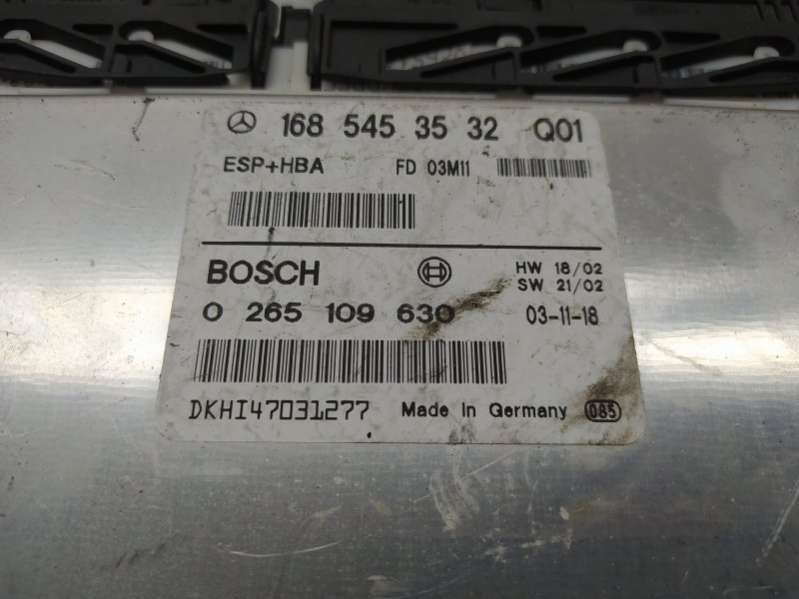 168 545 35 32 Q01
ESP+HBA FD 03M11
BOSCH HW 18/02
SW 21/02
0 265 109 630 03-11-18
DKHI47031277 Made in Germany 085